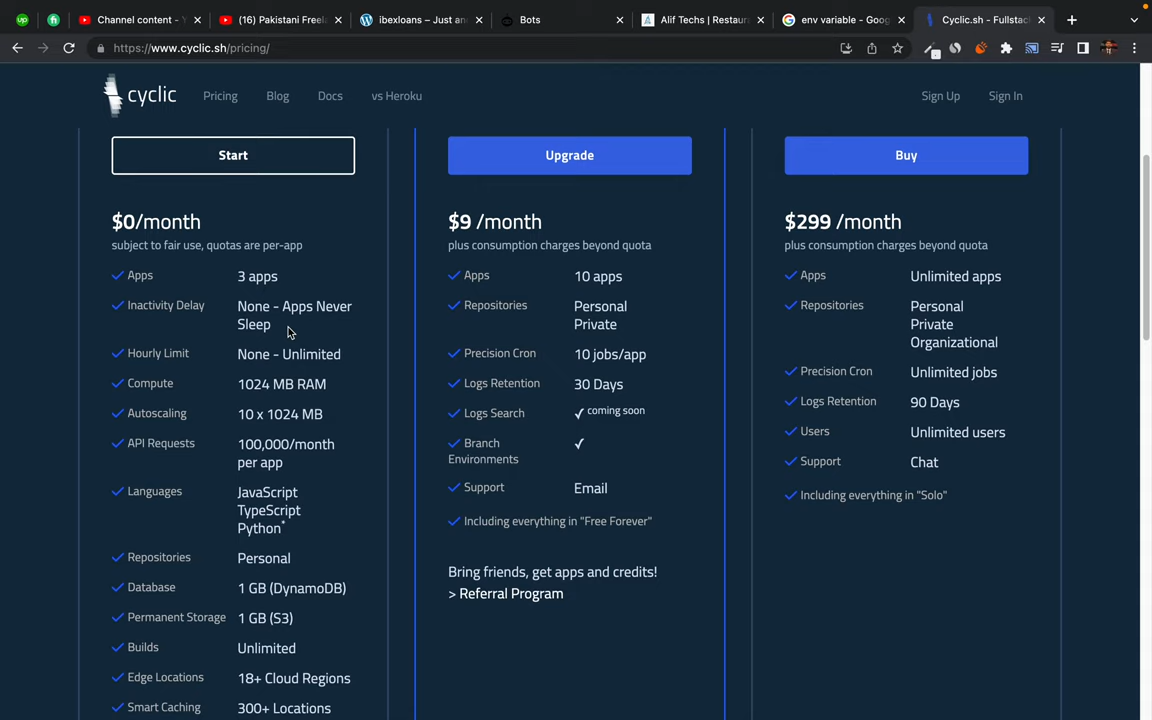 Channel content - Y
(16) Pakistani Freela
ibexloans – Just an
Bots
Alif Techs | Restaur
env variable - Goog
Cyclic.sh - Fullstac
https://www.cyclic.sh/pricing/
cyclic
Pricing
Blog
Docs
vs Heroku
Sign Up
Sign In
Start
$0/month
subject to fair use, quotas are per-app
Apps 3 apps
Inactivity Delay None - Apps Never
Sleep
Hourly Limit None - Unlimited
Compute 1024 MB RAM
Autoscaling 10 x 1024 MB
API Requests 100,000/month
per app
Languages JavaScript
TypeScript
Python*
Repositories Personal
Database 1 GB (DynamoDB)
Permanent Storage 1 GB (S3)
Builds Unlimited
Edge Locations 18+ Cloud Regions
Smart Caching 300+ Locations
Upgrade
$9 /month
plus consumption charges beyond quota
Apps 10 apps
Repositories Personal
Private
Precision Cron 10 jobs/app
Logs Retention 30 Days
Logs Search ✓ coming soon
Branch ✓
Environments
Support Email
Including everything in "Free Forever"
Bring friends, get apps and credits!
> Referral Program
Buy
$299 /month
plus consumption charges beyond quota
Apps Unlimited apps
Repositories Personal
Private
Organizational
Precision Cron Unlimited jobs
Logs Retention 90 Days
Users Unlimited users
Support Chat
Including everything in "Solo"